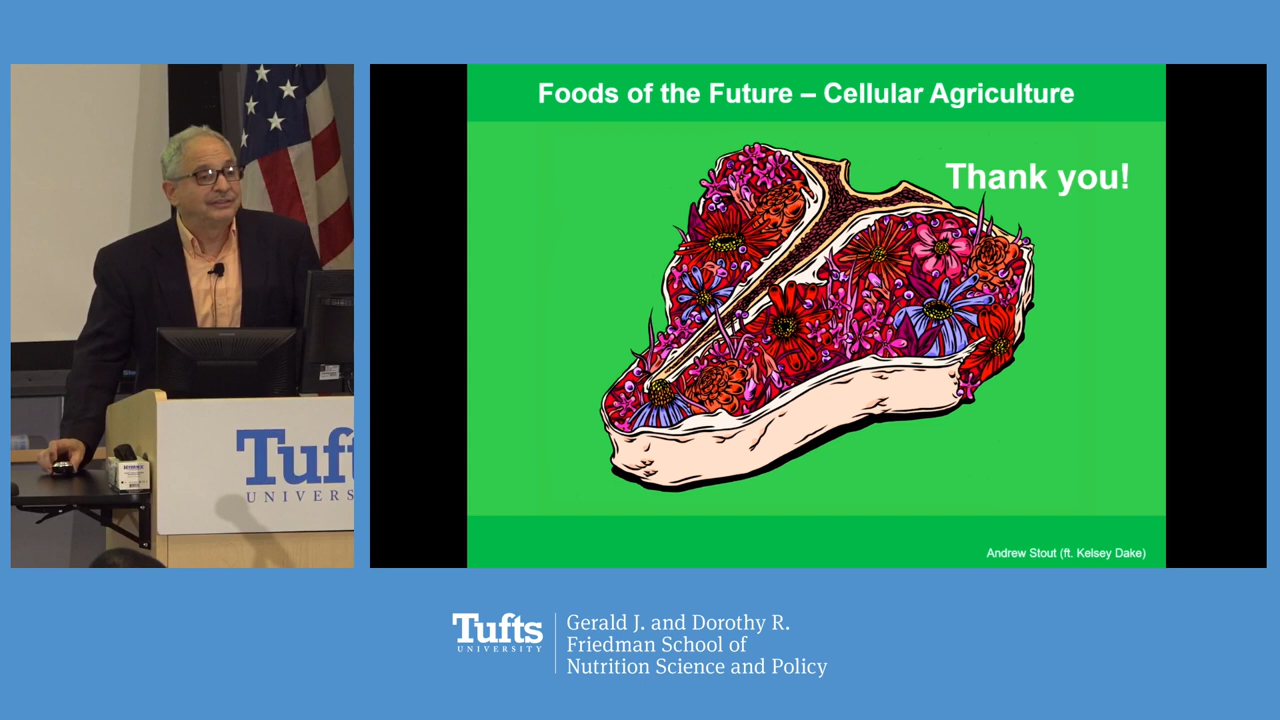 Foods of the Future – Cellular Agriculture
Thank you!
Andrew Stout (ft. Kelsey Dake)
Tuft
UNIVERS
Tufts
UNIVERSITY
Gerald J. and Dorothy R.
Friedman School of
Nutrition Science and Policy